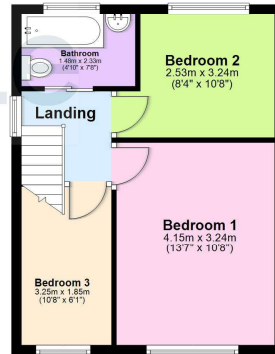 Bathroom
1.48m x 2.33m
(4'10" x 7'8")
Bedroom 2
2.53m x 3.24m
(8'4" x 10'8")
Landing
Bedroom 1
4.15m x 3.24m
(13'7" x 10'8")
Bedroom 3
3.25m x 1.85m
(10'8" x 6'1")